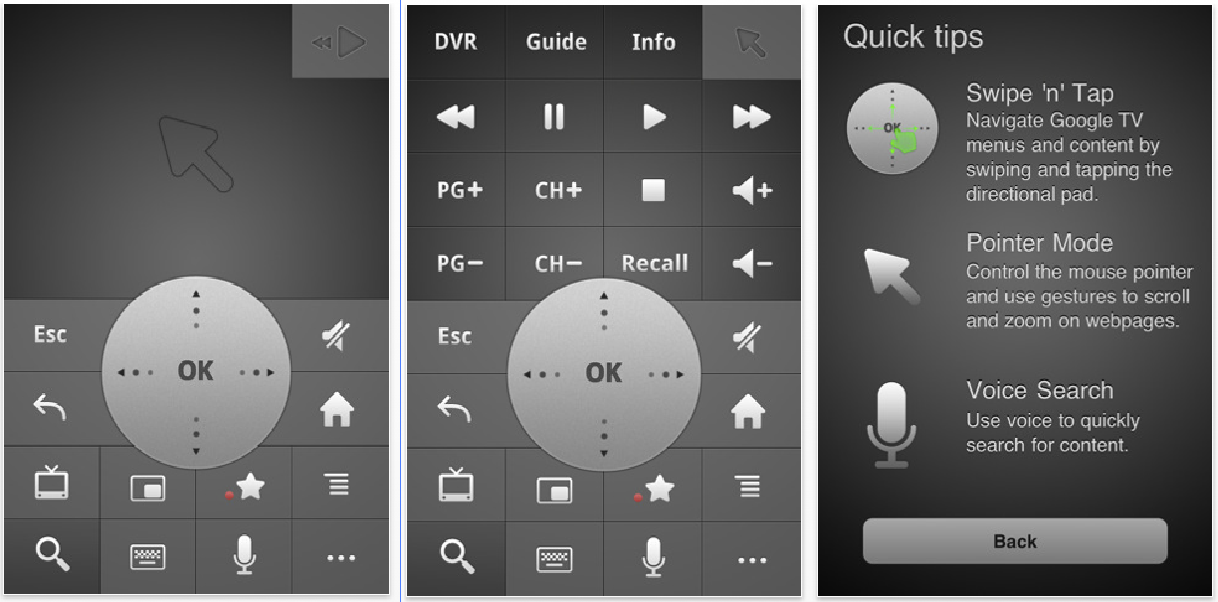 Esc
OK
DVR
Guide
Info
PG+
CH+
+
PG−
CH−
Recall
−
Esc
OK
Quick tips
OK
Swipe 'n' Tap
Navigate Google TV
menus and content by
swiping and tapping the
directional pad.
Pointer Mode
Control the mouse pointer
and use gestures to scroll
and zoom on webpages.
Voice Search
Use voice to quickly
search for content.
Back